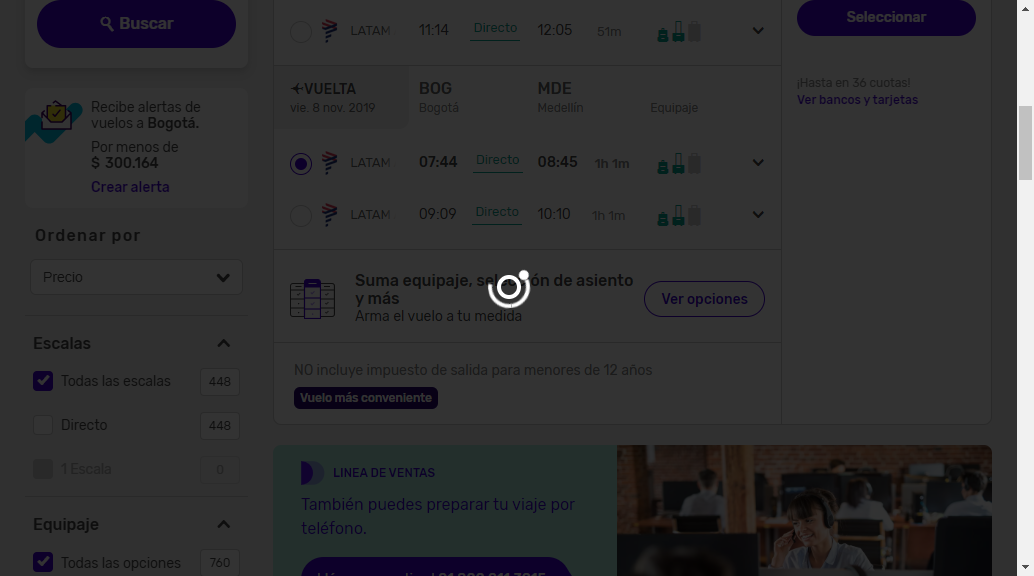 Buscar
Recibe alertas de
vuelos a Bogotá.
Por menos de
$ 300.164
Crear alerta
Ordenar por
Precio
Escalas
Todas las escalas 448
Directo 448
1 Escala 0
Equipaje
Todas las opciones 760
LATAM 11:14 Directo 12:05 51m
VUELTA BOG MDE
vie. 8 nov. 2019 Bogotá Medellín Equipaje
LATAM 07:44 Directo 08:45 1h 1m
LATAM 09:09 Directo 10:10 1h 1m
Suma equipaje, selección de asiento
y más
Arma el vuelo a tu medida
Ver opciones
NO incluye impuesto de salida para menores de 12 años
Vuelo más conveniente
Seleccionar
¡Hasta en 36 cuotas!
Ver bancos y tarjetas
LINEA DE VENTAS
También puedes preparar tu viaje por
teléfono.